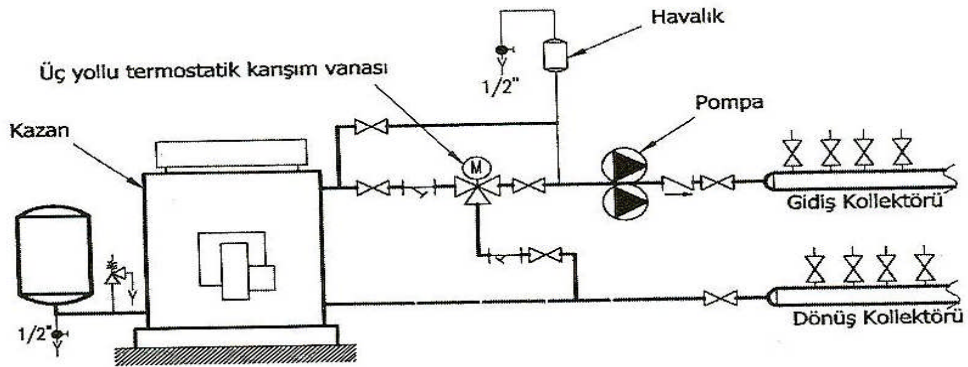 Havalık
1/2"
Üç yollu termostatik karışım vanası
Pompa
Kazan
M
Gidiş Kollektörü
Dönüş Kollektörü
1/2"